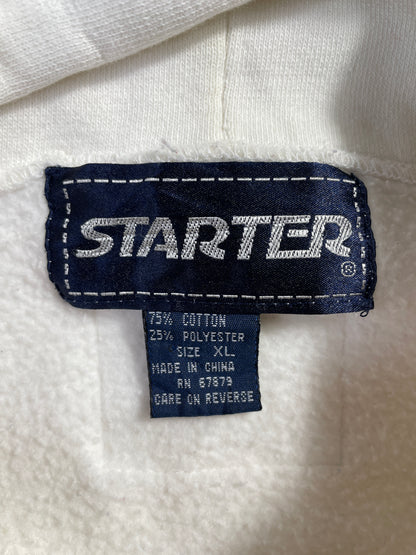 STARTER®
75% COTTON
25% POLYESTER
SIZE XL
MADE IN CHINA
RN 67879
CARE ON REVERSE